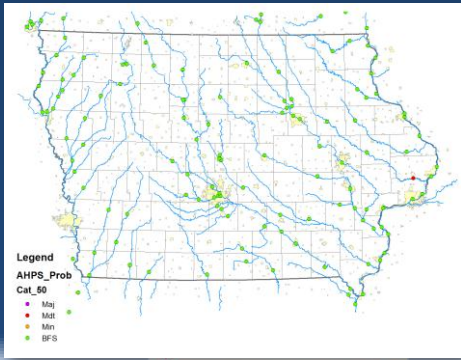 Legend
AHPS_Prob
Cat_50
Maj
Mdt
Min
BFS